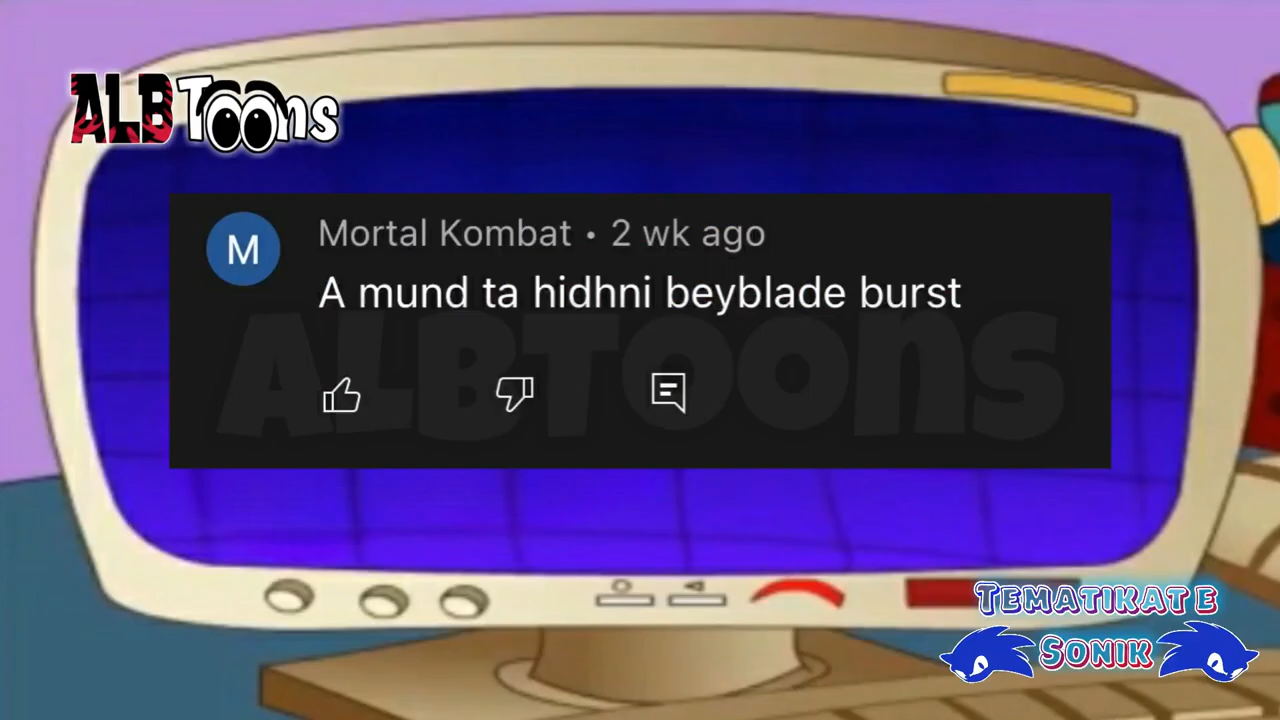 ALBToons
M
Mortal Kombat • 2 wk ago
A mund ta hidhni beyblade burst
ALBToons
TEMATIKAT E
SONIK